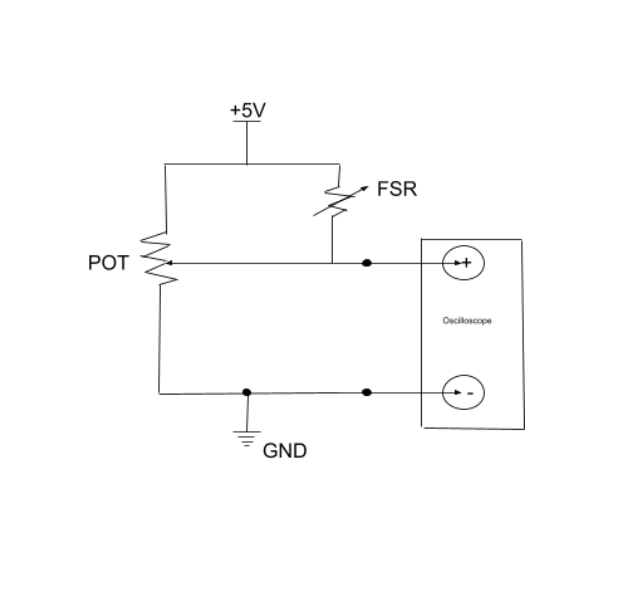 +5V
FSR
POT
+
Oscilloscope
-
GND